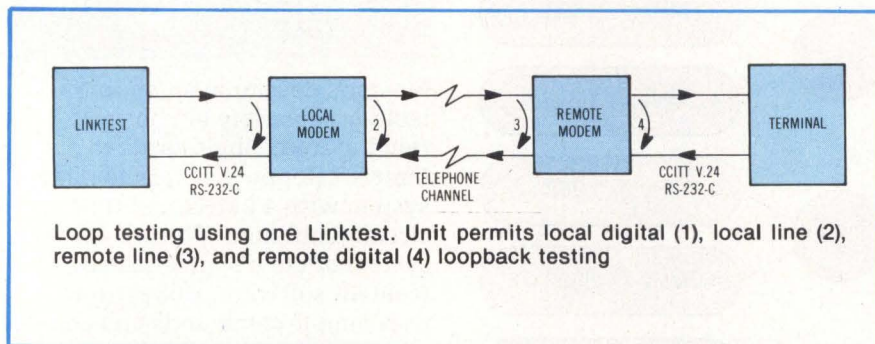 LINKTEST
LOCAL
MODEM
REMOTE
MODEM
TERMINAL
1
2
3
4
CCITT V.24
RS-232-C
TELEPHONE
CHANNEL
CCITT V.24
RS-232-C
Loop testing using one Linktest. Unit permits local digital (1), local line (2),
remote line (3), and remote digital (4) loopback testing